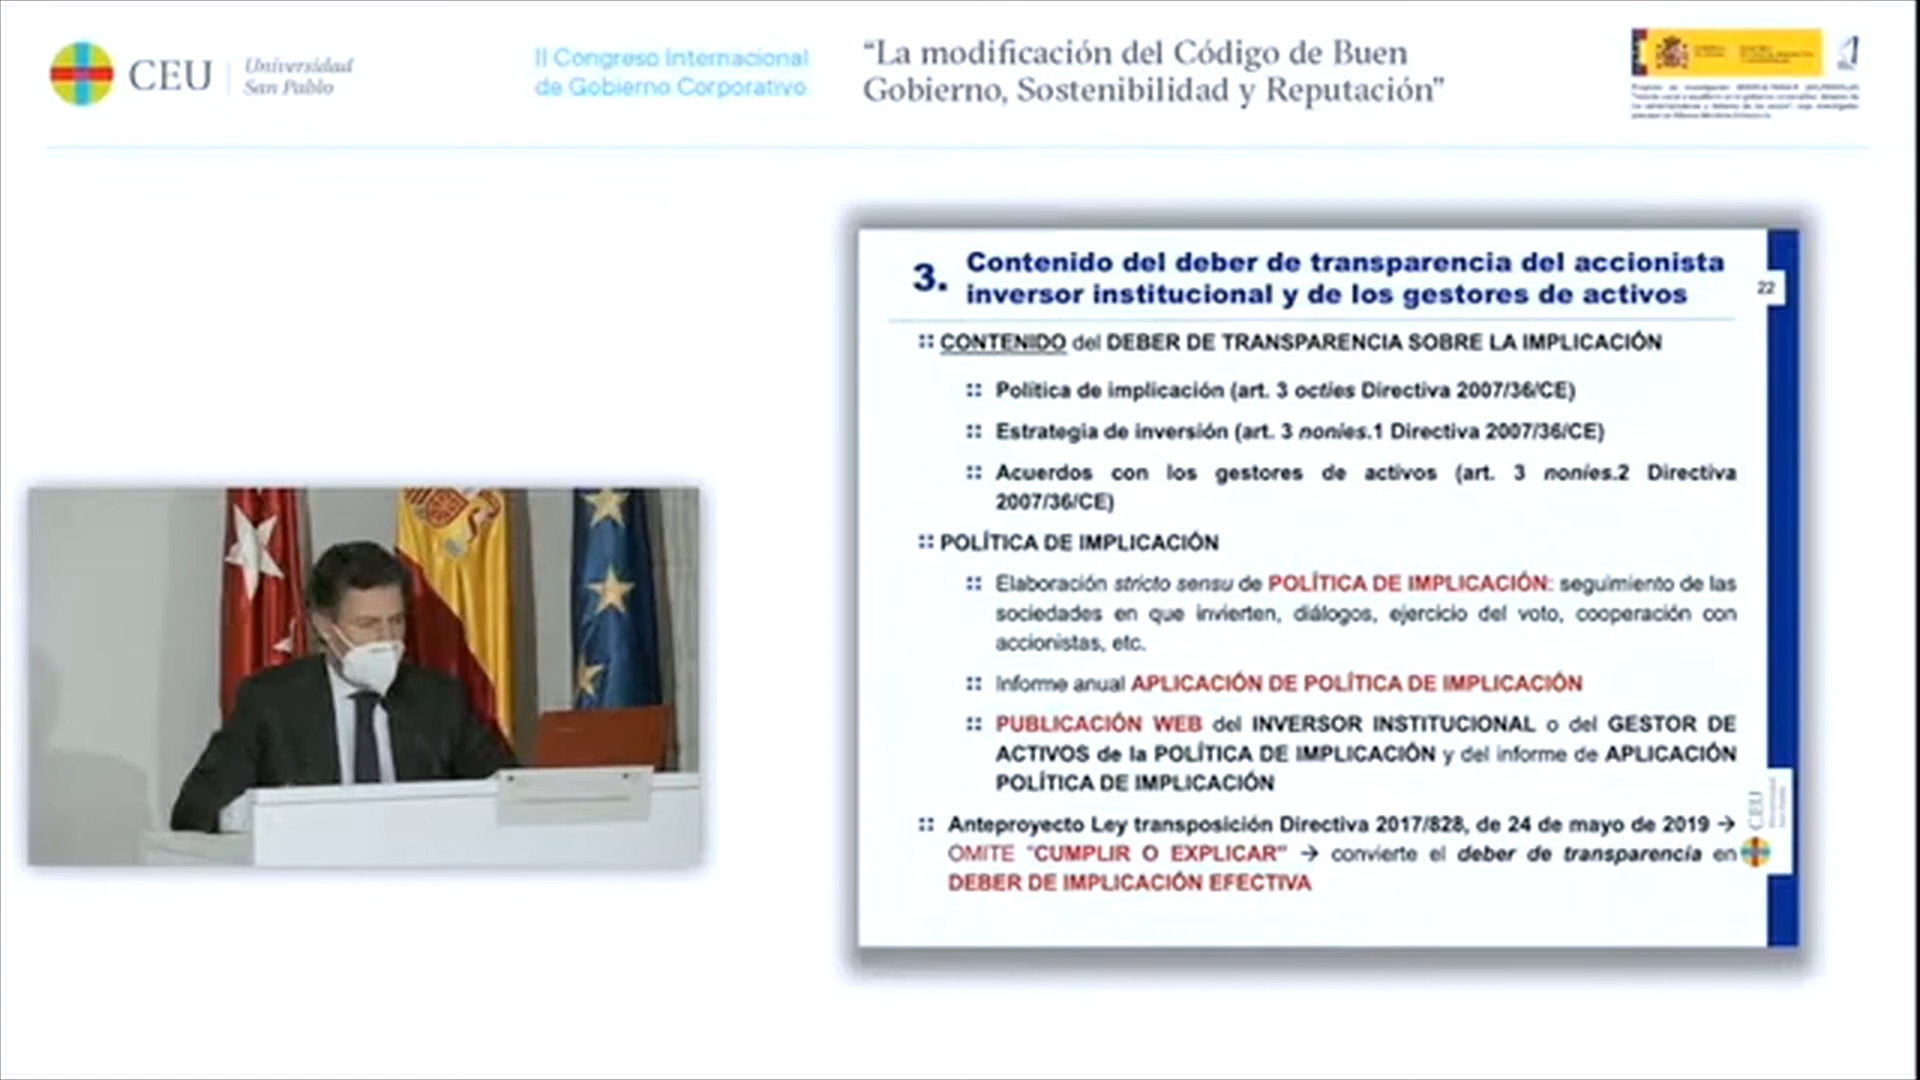 CEU
Universidad
San Pablo
II Congreso Internacional
de Gobierno Corporativo
“La modificación del Código de Buen
Gobierno, Sostenibilidad y Reputación”
3. Contenido del deber de transparencia del accionista
inversor institucional y de los gestores de activos
22
CONTENIDO del DEBER DE TRANSPARENCIA SOBRE LA IMPLICACIÓN
Política de implicación (art. 3 octies Directiva 2007/36/CE)
Estrategia de inversión (art. 3 nonies.1 Directiva 2007/36/CE)
Acuerdos con los gestores de activos (art. 3 nonies.2 Directiva
2007/36/CE)
POLÍTICA DE IMPLICACIÓN
Elaboración stricto sensu de POLÍTICA DE IMPLICACIÓN: seguimiento de las
sociedades en que invierten, diálogos, ejercicio del voto, cooperación con
accionistas, etc.
Informe anual APLICACIÓN DE POLÍTICA DE IMPLICACIÓN
PUBLICACIÓN WEB del INVERSOR INSTITUCIONAL o del GESTOR DE
ACTIVOS de la POLÍTICA DE IMPLICACIÓN y del informe de APLICACIÓN
POLÍTICA DE IMPLICACIÓN
Anteproyecto Ley transposición Directiva 2017/828, de 24 de mayo de 2019 →
OMITE “CUMPLIR O EXPLICAR” → convierte el deber de transparencia en
DEBER DE IMPLICACIÓN EFECTIVA
CEU